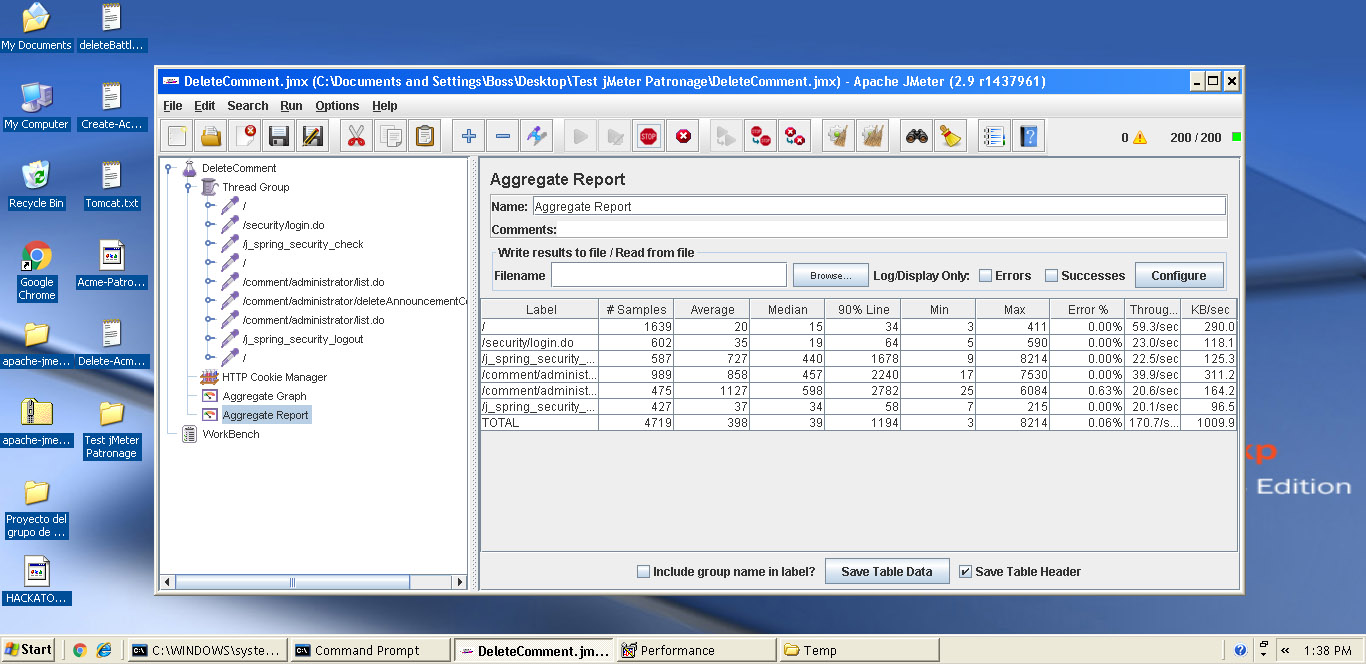 My Documents
deleteBattl...
My Computer
Create-Ac...
Recycle Bin
Tomcat.txt
Google
Chrome
Acme-Patro...
apache-jme...
Delete-Acm...
apache-jme...
Test jMeter
Patronage
Proyecto del
grupo de ...
HACKATO...
DeleteComment.jmx (C:\Documents and Settings\Boss\Desktop\Test jMeter Patronage\DeleteComment.jmx) - Apache JMeter (2.9 r1437961)
File Edit Search Run Options Help
STOP
0 200 / 200
DeleteComment
Thread Group
/
/security/login.do
/j_spring_security_check
/
/comment/administrator/list.do
/comment/administrator/deleteAnnouncementCo
/comment/administrator/list.do
/j_spring_security_logout
/
HTTP Cookie Manager
Aggregate Graph
Aggregate Report
WorkBench
Aggregate Report
Name: Aggregate Report
Comments:
Write results to file / Read from file
Filename Browse... Log/Display Only: Errors Successes Configure
Label # Samples Average Median 90% Line Min Max Error % Throug... KB/sec
/ 1639 20 15 34 3 411 0.00% 59.3/sec 290.0
/security/login.do 602 35 19 64 5 590 0.00% 23.0/sec 118.1
/j_spring_security_... 587 727 440 1678 9 8214 0.00% 22.5/sec 125.3
/comment/administ... 989 858 457 2240 17 7530 0.00% 39.9/sec 311.2
/comment/administ... 475 1127 598 2782 25 6084 0.63% 20.6/sec 164.2
/j_spring_security_... 427 37 34 58 7 215 0.00% 20.1/sec 96.5
TOTAL 4719 398 39 1194 3 8214 0.06% 170.7/s... 1009.9
Include group name in label? Save Table Data Save Table Header
xp
Edition
Start C:\WINDOWS\syste... Command Prompt DeleteComment.jm... Performance Temp 1:38 PM